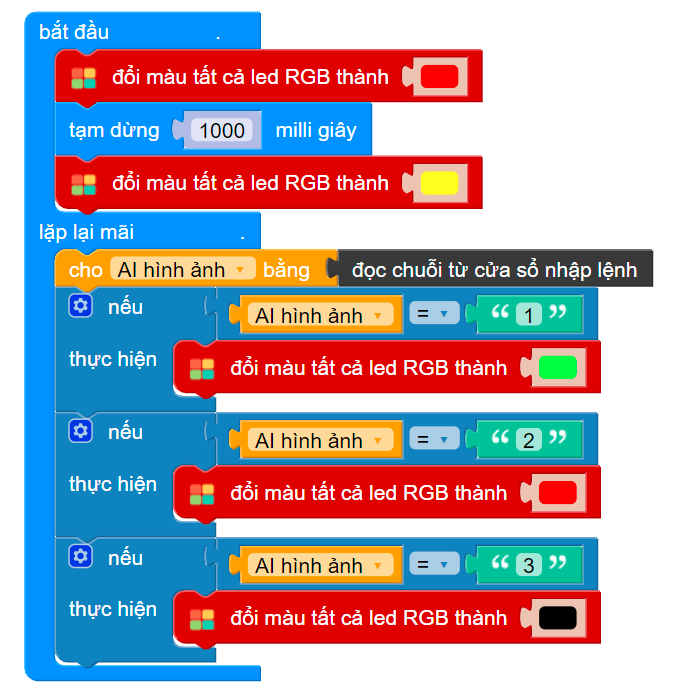 bắt đầu .
đổi màu tất cả led RGB thành
tạm dừng 1000 milli giây
đổi màu tất cả led RGB thành
lặp lại mãi .
cho AI hình ảnh bằng đọc chuỗi từ cửa sổ nhập lệnh
nếu AI hình ảnh = “ 1 ”
thực hiện đổi màu tất cả led RGB thành
nếu AI hình ảnh = “ 2 ”
thực hiện đổi màu tất cả led RGB thành
nếu AI hình ảnh = “ 3 ”
thực hiện đổi màu tất cả led RGB thành